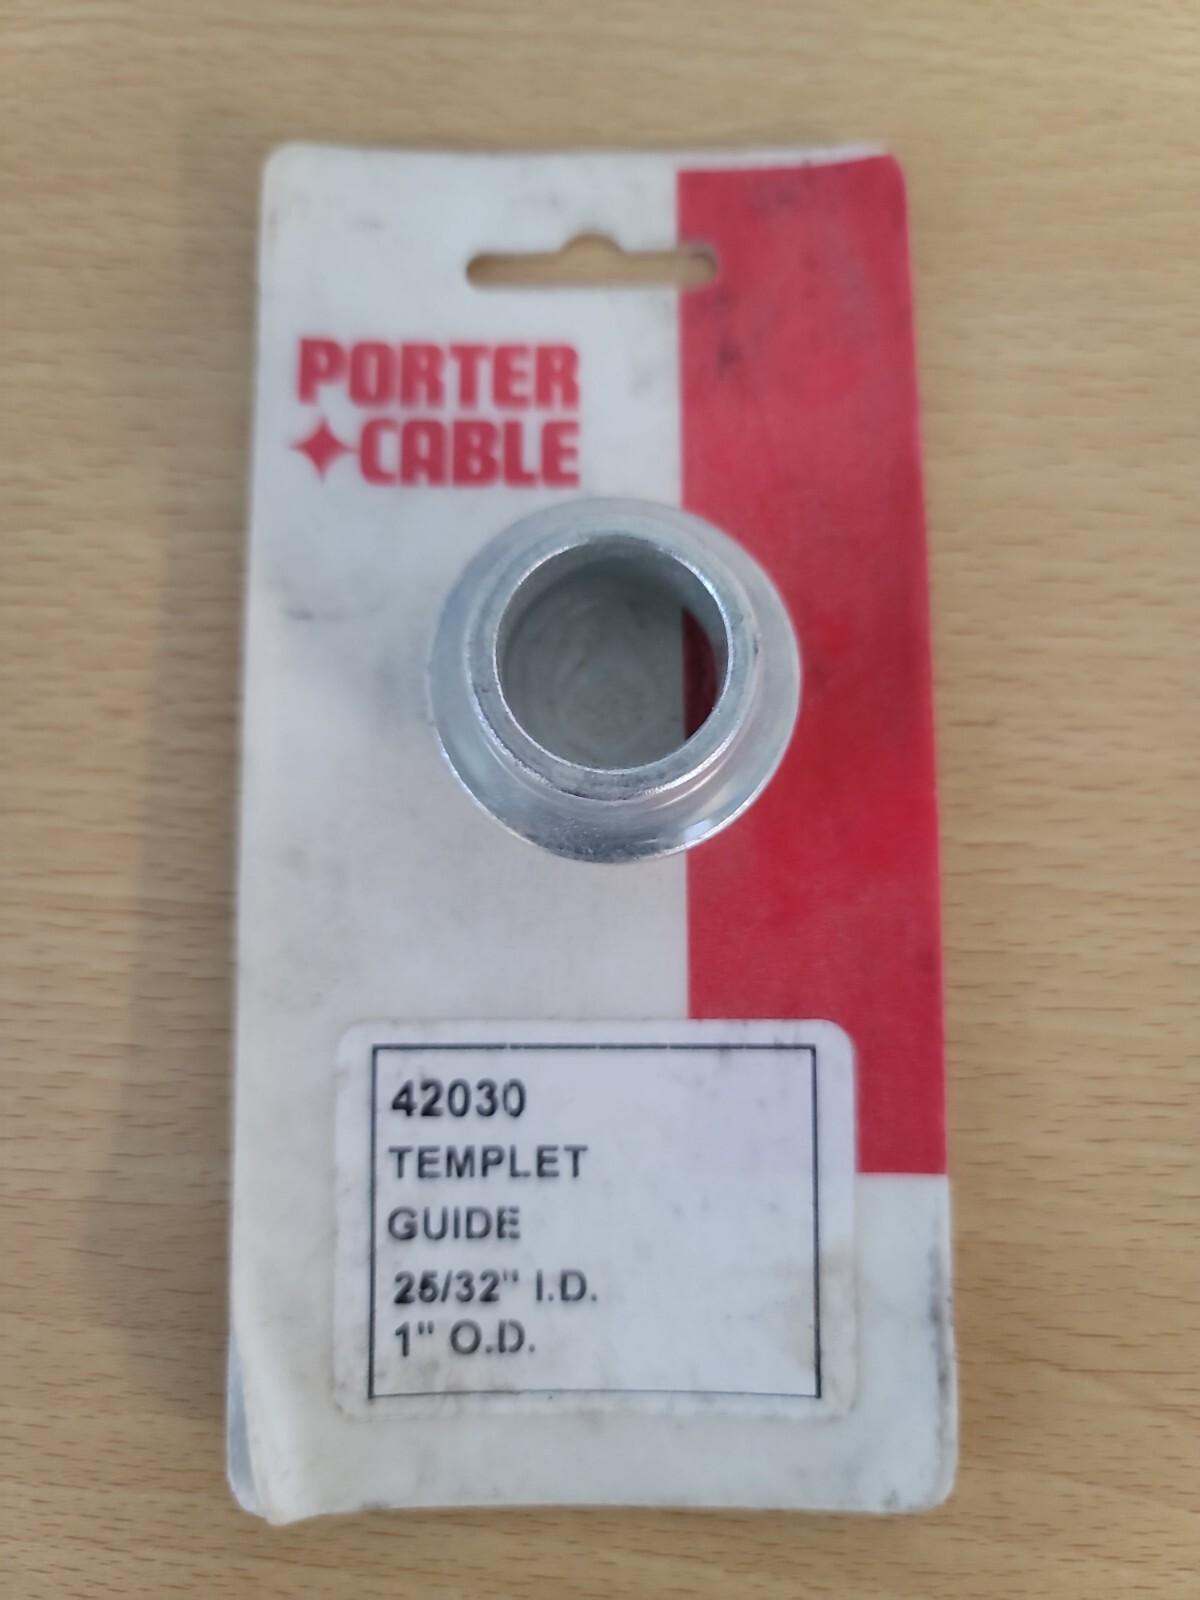 PORTER
CABLE
42030
TEMPLET
GUIDE
25/32" I.D.
1" O.D.